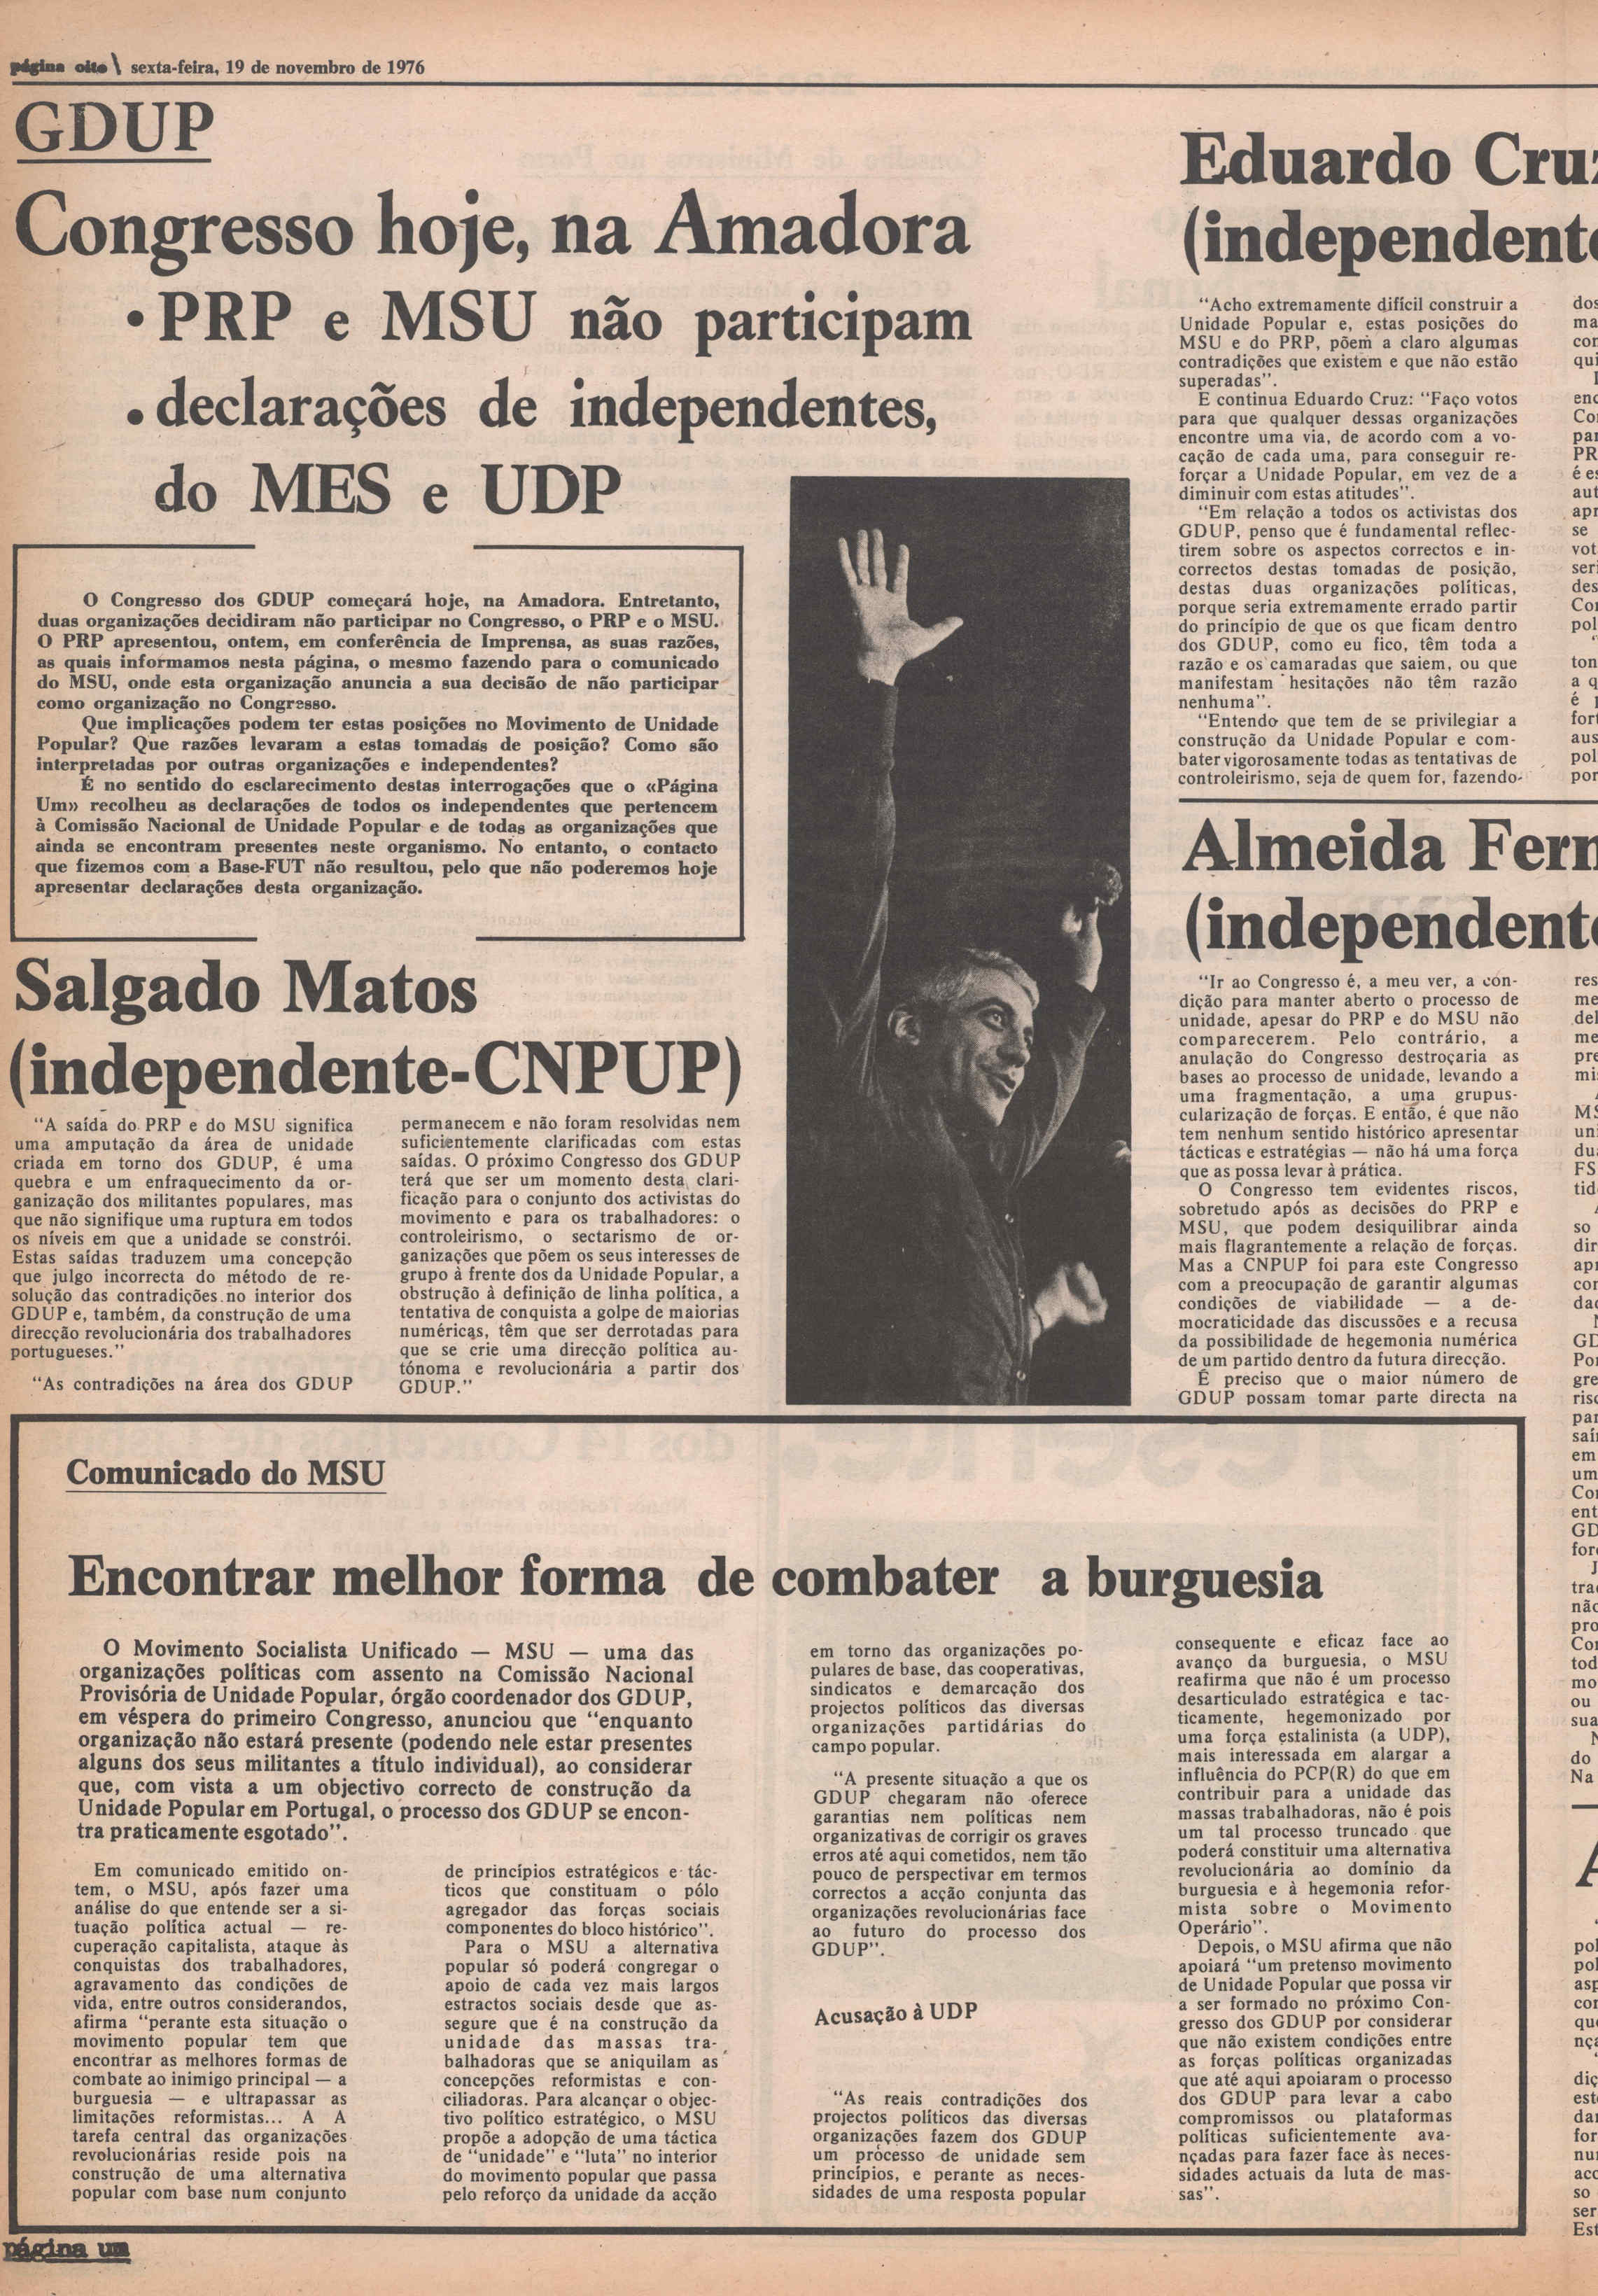 página oito \ sexta-feira, 19 de novembro de 1976
GDUP
Congresso hoje, na Amadora
• PRP e MSU não participam
• declarações de independentes,
do MES e UDP
O Congresso dos GDUP começará hoje, na Amadora. Entretanto,
duas organizações decidiram não participar no Congresso, o PRP e o MSU.
O PRP apresentou, ontem, em conferência de Imprensa, as suas razões,
as quais informamos nesta página, o mesmo fazendo para o comunicado
do MSU, onde esta organização anuncia a sua decisão de não participar
como organização no Congresso.
Que implicações podem ter estas posições no Movimento de Unidade
Popular? Que razões levaram a estas tomadas de posição? Como são
interpretadas por outras organizações e independentes?
É no sentido do esclarecimento destas interrogações que o «Página
Um» recolheu as declarações de todos os independentes que pertencem
à Comissão Nacional de Unidade Popular e de todas as organizações que
ainda se encontram presentes neste organismo. No entanto, o contacto
que fizemos com a Base-FUT não resultou, pelo que não poderemos hoje
apresentar declarações desta organização.
Salgado Matos
(independente-CNPUP)
"A saída do PRP e do MSU significa
uma amputação da área de unidade
criada em torno dos GDUP, é uma
quebra e um enfraquecimento da or-
ganização dos militantes populares, mas
que não signifique uma ruptura em todos
os níveis em que a unidade se constrói.
Estas saídas traduzem uma concepção
que julgo incorrecta do método de re-
solução das contradições no interior dos
GDUP e, também, da construção de uma
direcção revolucionária dos trabalhadores
portugueses."
"As contradições na área dos GDUP
permanecem e não foram resolvidas nem
suficientemente clarificadas com estas
saídas. O próximo Congresso dos GDUP
terá que ser um momento desta clari-
ficação para o conjunto dos activistas do
movimento e para os trabalhadores: o
controleirismo, o sectarismo de or-
ganizações que põem os seus interesses de
grupo à frente dos da Unidade Popular, a
obstrução à definição de linha política, a
tentativa de conquista a golpe de maiorias
numéricas, têm que ser derrotadas para
que se crie uma direcção política au-
tónoma e revolucionária a partir dos
GDUP."
Eduardo Cruz
(independente
"Acho extremamente difícil construir a
Unidade Popular e, estas posições do
MSU e do PRP, põem a claro algumas
contradições que existem e que não estão
superadas".
E continua Eduardo Cruz: "Faço votos
para que qualquer dessas organizações
encontre uma via, de acordo com a vo-
cação de cada uma, para conseguir re-
forçar a Unidade Popular, em vez de a
diminuir com estas atitudes".
"Em relação a todos os activistas dos
GDUP, penso que é fundamental reflec-
tirem sobre os aspectos correctos e in-
correctos destas tomadas de posição,
destas duas organizações políticas,
porque seria extremamente errado partir
do princípio de que os que ficam dentro
dos GDUP, como eu fico, têm toda a
razão e os camaradas que saiem, ou que
manifestam hesitações não têm razão
nenhuma".
"Entendo que tem de se privilegiar a
construção da Unidade Popular e com-
bater vigorosamente todas as tentativas de
controleirismo, seja de quem for, fazendo-
Almeida Fern
(independente
"Ir ao Congresso é, a meu ver, a con-
dição para manter aberto o processo de
unidade, apesar do PRP e do MSU não
comparecerem. Pelo contrário, a
anulação do Congresso destroçaria as
bases ao processo de unidade, levando a
uma fragmentação, a uma grupus-
cularização de forças. E então, é que não
tem nenhum sentido histórico apresentar
tácticas e estratégias — não há uma força
que as possa levar à prática.
O Congresso tem evidentes riscos,
sobretudo após as decisões do PRP e
MSU, que podem desiquilibrar ainda
mais flagrantemente a relação de forças.
Mas a CNPUP foi para este Congresso
com a preocupação de garantir algumas
condições de viabilidade — a de-
mocraticidade das discussões e a recusa
da possibilidade de hegemonia numérica
de um partido dentro da futura direcção.
É preciso que o maior número de
GDUP possam tomar parte directa na
Comunicado do MSU
Encontrar melhor forma de combater a burguesia
O Movimento Socialista Unificado — MSU — uma das
organizações políticas com assento na Comissão Nacional
Provisória de Unidade Popular, órgão coordenador dos GDUP,
em véspera do primeiro Congresso, anunciou que "enquanto
organização não estará presente (podendo nele estar presentes
alguns dos seus militantes a título individual), ao considerar
que, com vista a um objectivo correcto de construção da
Unidade Popular em Portugal, o processo dos GDUP se encon-
tra praticamente esgotado".
Em comunicado emitido on-
tem, o MSU, após fazer uma
análise do que entende ser a si-
tuação política actual — re-
cuperação capitalista, ataque às
conquistas dos trabalhadores,
agravamento das condições de
vida, entre outros considerandos,
afirma "perante esta situação o
movimento popular tem que
encontrar as melhores formas de
combate ao inimigo principal — a
burguesia — e ultrapassar as
limitações reformistas... A A
tarefa central das organizações
revolucionárias reside pois na
construção de uma alternativa
popular com base num conjunto
de princípios estratégicos e tác-
ticos que constituam o pólo
agregador das forças sociais
componentes do bloco histórico".
Para o MSU a alternativa
popular só poderá congregar o
apoio de cada vez mais largos
estractos sociais desde que as-
segure que é na construção da
unidade das massas tra-
balhadoras que se aniquilam as
concepções reformistas e con-
ciliadoras. Para alcançar o objec-
tivo político estratégico, o MSU
propõe a adopção de uma táctica
de "unidade" e "luta" no interior
do movimento popular que passa
pelo reforço da unidade da acção
em torno das organizações po-
pulares de base, das cooperativas,
sindicatos e demarcação dos
projectos políticos das diversas
organizações partidárias do
campo popular.
"A presente situação a que os
GDUP chegaram não oferece
garantias nem políticas nem
organizativas de corrigir os graves
erros até aqui cometidos, nem tão
pouco de perspectivar em termos
correctos a acção conjunta das
organizações revolucionárias face
ao futuro do processo dos
GDUP".
Acusação à UDP
"As reais contradições dos
projectos políticos das diversas
organizações fazem dos GDUP
um processo de unidade sem
princípios, e perante as neces-
sidades de uma resposta popular
consequente e eficaz face ao
avanço da burguesia, o MSU
reafirma que não é um processo
desarticulado estratégica e tac-
ticamente, hegemonizado por
uma força estalinista (a UDP),
mais interessada em alargar a
influência do PCP(R) do que em
contribuir para a unidade das
massas trabalhadoras, não é pois
um tal processo truncado que
poderá constituir uma alternativa
revolucionária ao domínio da
burguesia e à hegemonia refor-
mista sobre o Movimento
Operário".
Depois, o MSU afirma que não
apoiará "um pretenso movimento
de Unidade Popular que possa vir
a ser formado no próximo Con-
gresso dos GDUP por considerar
que não existem condições entre
as forças políticas organizadas
que até aqui apoiaram o processo
dos GDUP para levar a cabo
compromissos ou plataformas
políticas suficientemente ava-
nçadas para fazer face às neces-
sidades actuais da luta de mas-
sas".
página um